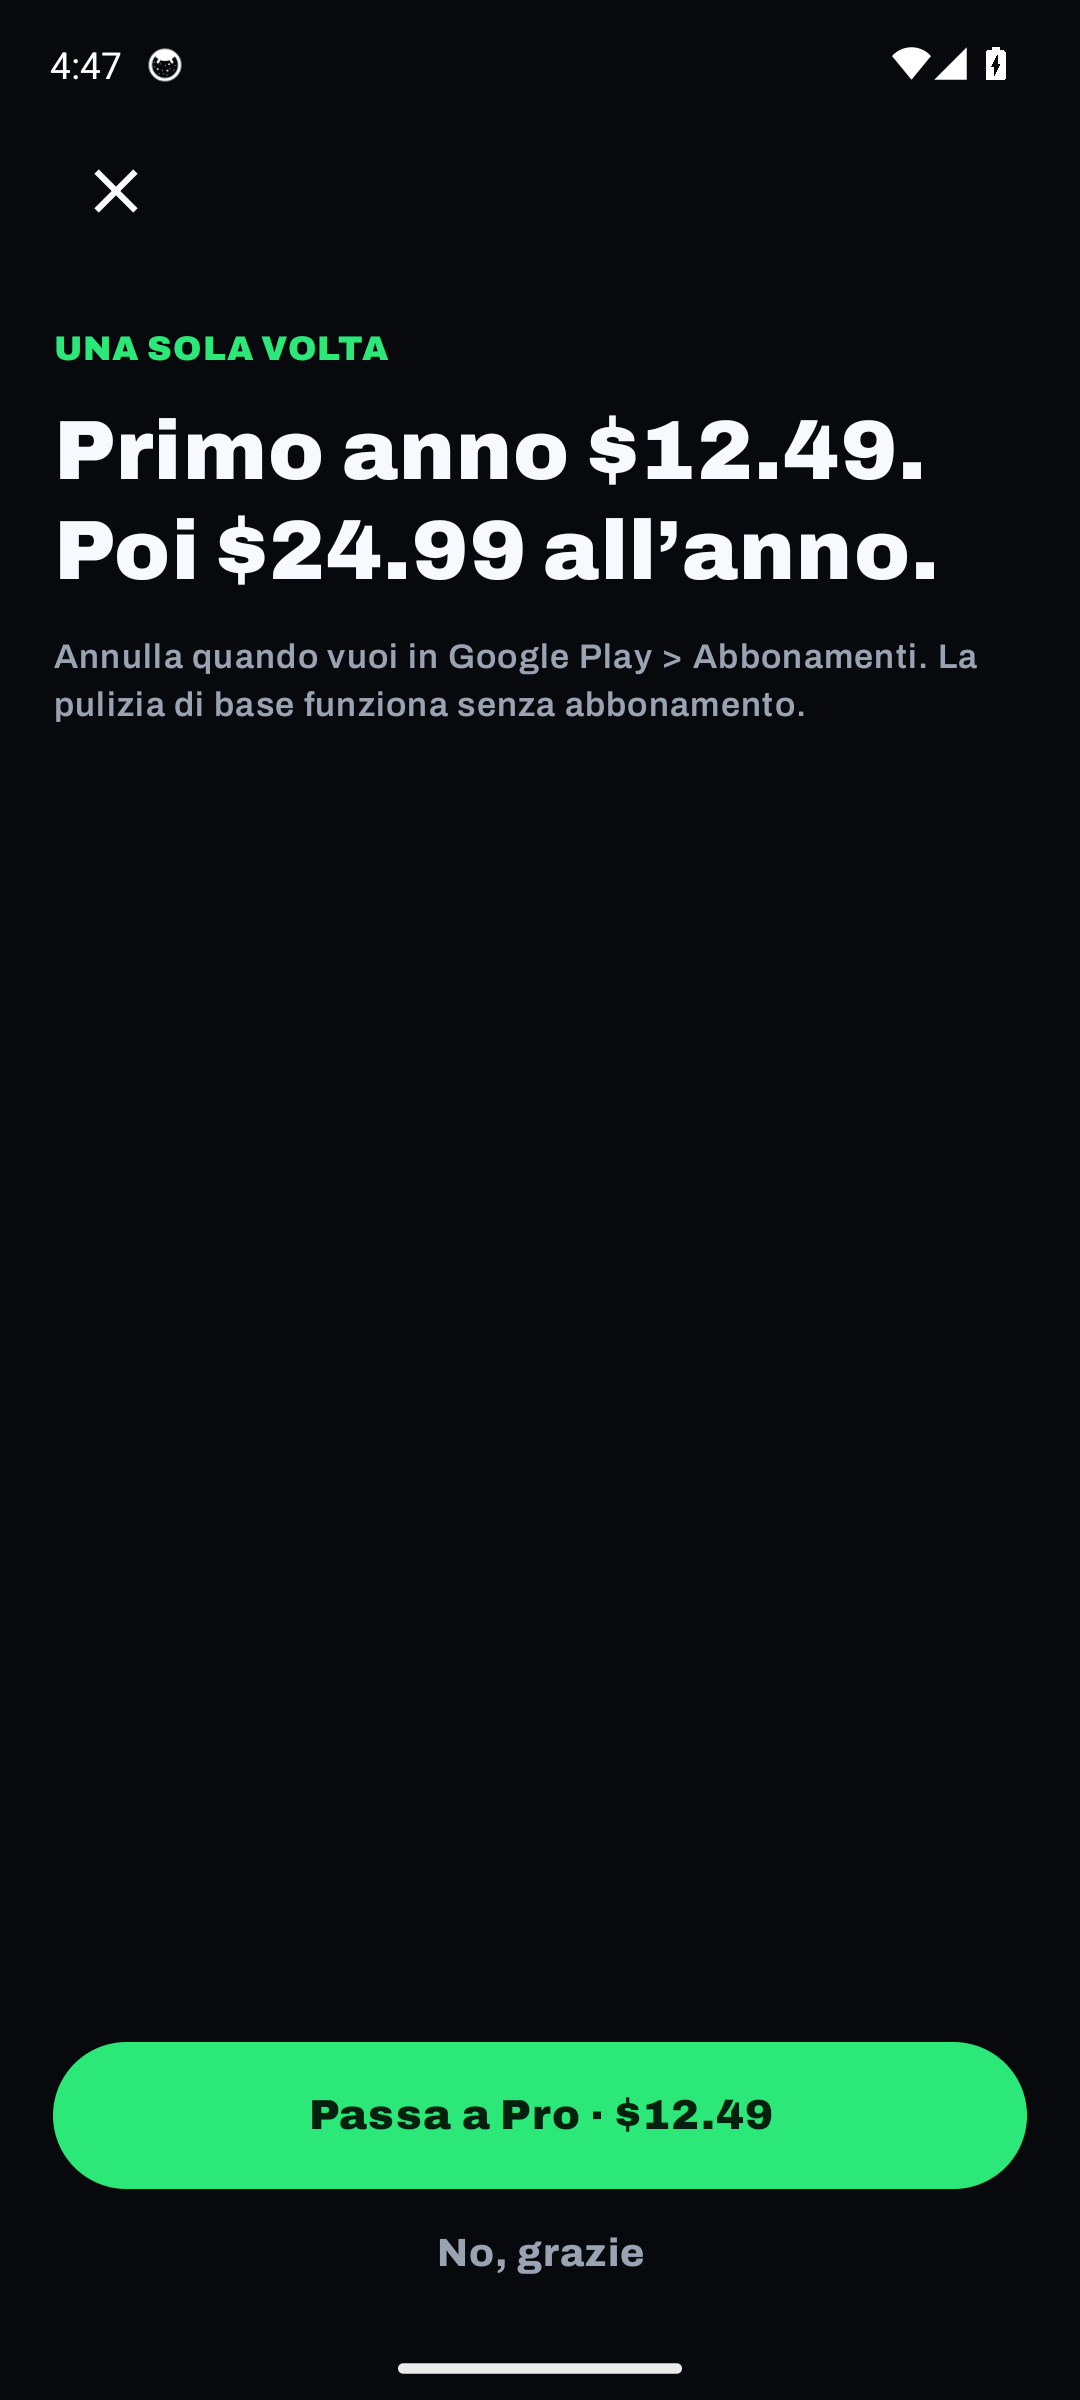 4:47
UNA SOLA VOLTA
Primo anno $12.49.
Poi $24.99 all’anno.
Annulla quando vuoi in Google Play > Abbonamenti. La
pulizia di base funziona senza abbonamento.
Passa a Pro · $12.49
No, grazie